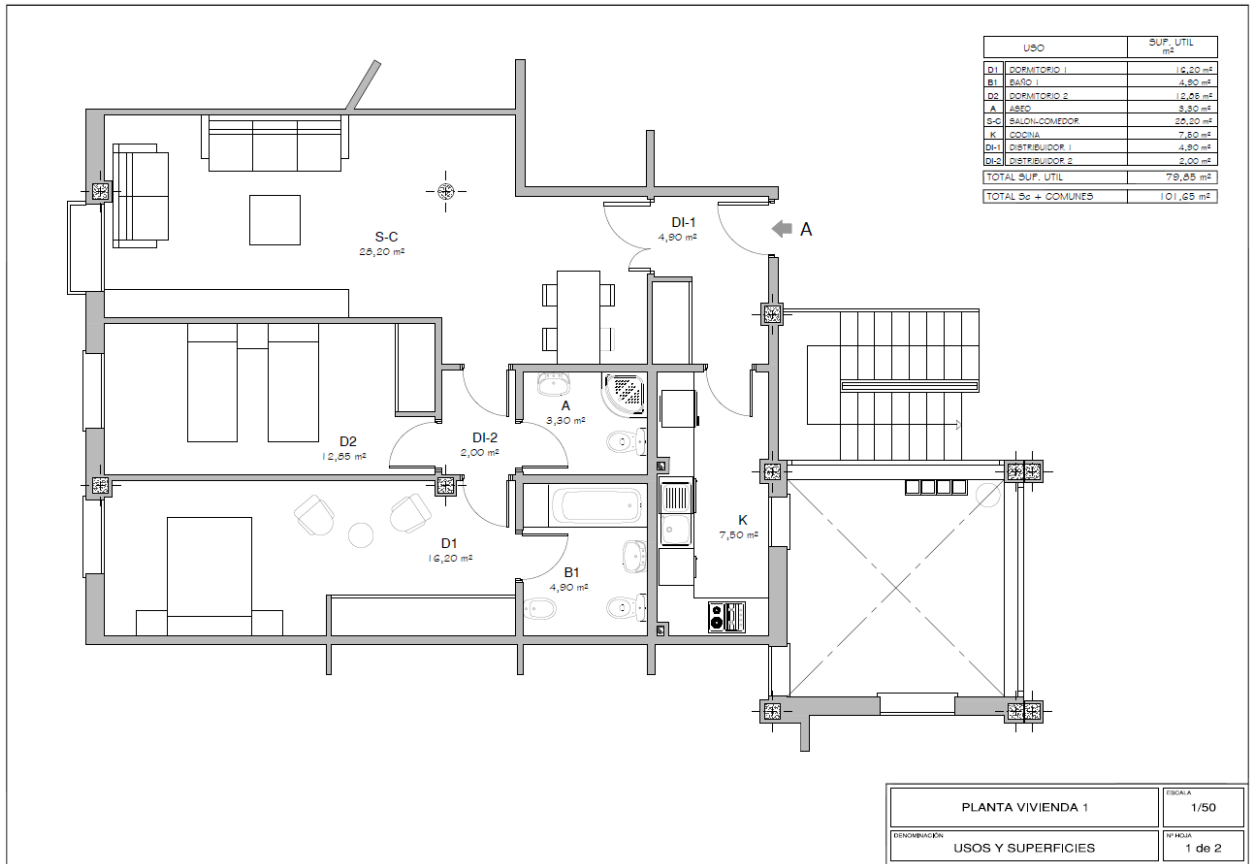 USO SUP. UTIL
m²
D1 DORMITORIO 1 16,20 m²
B1 BAÑO 1 4,90 m²
D2 DORMITORIO 2 12,85 m²
A ASEO 3,30 m²
S-C SALON-COMEDOR 28,20 m²
K COCINA 7,50 m²
DI-1 DISTRIBUIDOR 1 4,90 m²
DI-2 DISTRIBUIDOR 2 2,00 m²
TOTAL SUP. UTIL 79,85 m²
TOTAL Sc + COMUNES 101,65 m²
S-C
28,20 m²
DI-1
4,90 m²
A
A
3,30 m²
D2
12,85 m²
DI-2
2,00 m²
D1
16,20 m²
B1
4,90 m²
K
7,50 m²
PLANTA VIVIENDA 1
ESCALA
1/50
DENOMINACIÓN
USOS Y SUPERFICIES
Nº HOJA
1 de 2